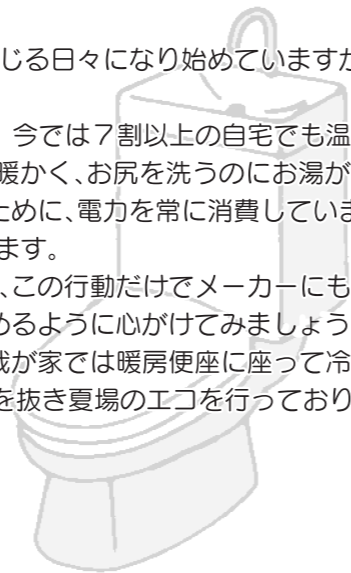 じる日々になり始めていますか
今では７割以上の自宅でも温
暖かく、お尻を洗うのにお湯が
ために、電力を常に消費していま
ます。
、この行動だけでメーカーにも
めるように心がけてみましょう
我が家では暖房便座に座って冷
を抜き夏場のエコを行っており